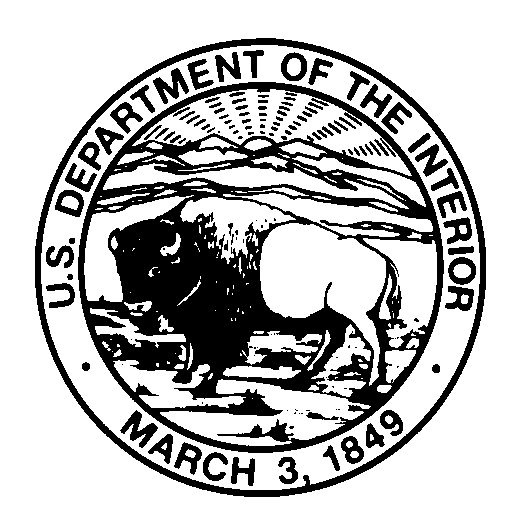 U.S. DEPARTMENT OF THE INTERIOR
MARCH 3, 1849